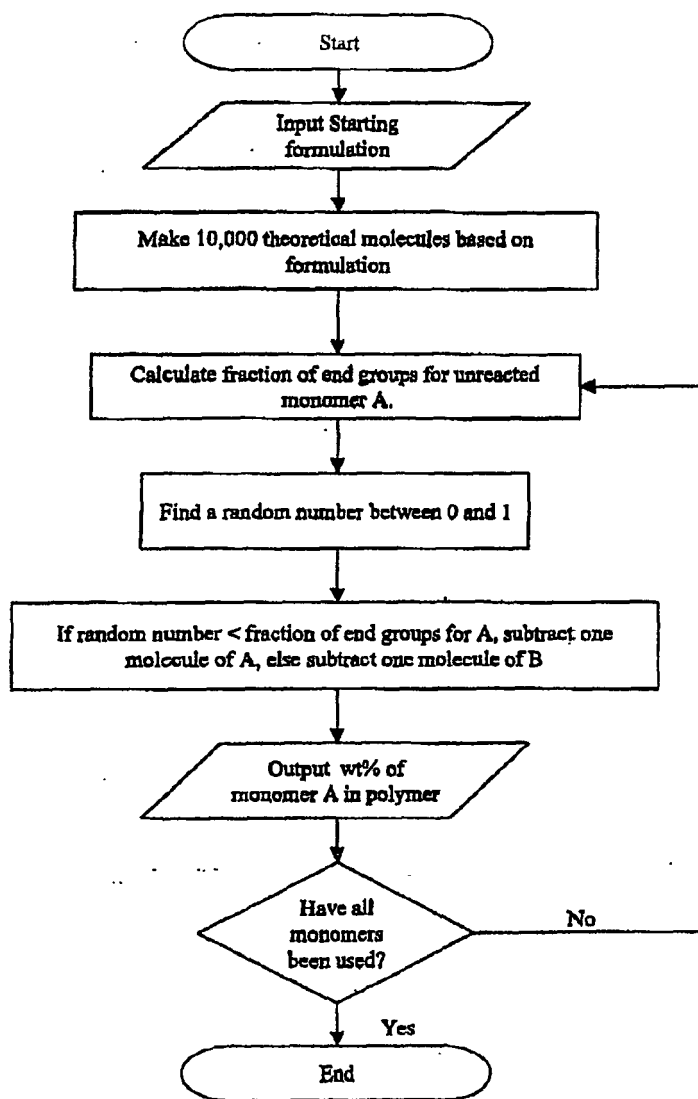 Start
Input Starting
formulation
Make 10,000 theoretical molecules based on
formulation
Calculate fraction of end groups for unreacted
monomer A.
Find a random number between 0 and 1
If random number < fraction of end groups for A, subtract one
molecule of A, else subtract one molecule of B
Output wt% of
monomer A in polymer
Have all
monomers
been used?
No
Yes
End